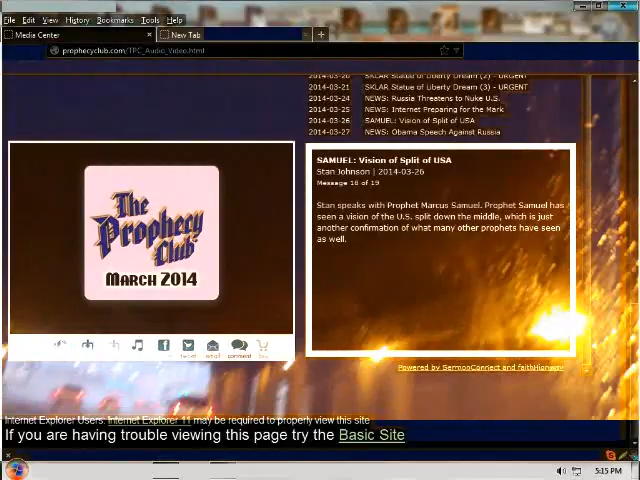 File Edit View History Bookmarks Tools Help
Media Center
New Tab
prophecyclub.com/TPC_Audio_Video.html
2014-03-20 SKLAR Statue of Liberty Dream (2) - URGENT
2014-03-21 SKLAR Statue of Liberty Dream (3) - URGENT
2014-03-24 NEWS: Russia Threatens to Nuke U.S.
2014-03-25 NEWS: Internet Preparing for the Mark
2014-03-26 SAMUEL: Vision of Split of USA
2014-03-27 NEWS: Obama Speech Against Russia
The
Prophecy
Club
MARCH 2014
tweet email comment buy
SAMUEL: Vision of Split of USA
Stan Johnson | 2014-03-26
Message 18 of 19
Stan speaks with Prophet Marcus Samuel. Prophet Samuel has
seen a vision of the U.S. split down the middle, which is just
another confirmation of what many other prophets have seen
as well.
Powered by SermonConnect and faithHighway
Internet Explorer Users: Internet Explorer 11 may be required to properly view this site
If you are having trouble viewing this page try the Basic Site
5:15 PM